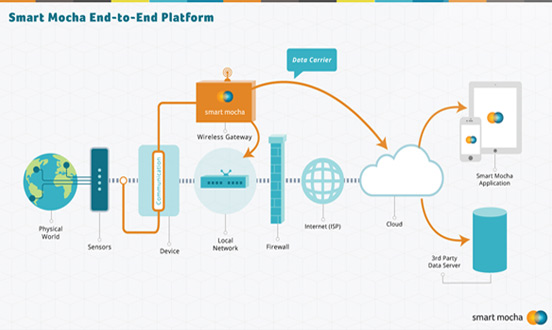 Smart Mocha End-to-End Platform
Data Carrier
smart mocha
Wireless Gateway
Communication
Smart Mocha
Application
Physical
World
Sensors
Device
Local
Network
Firewall
Internet (ISP)
Cloud
3rd Party
Data Server
smart mocha